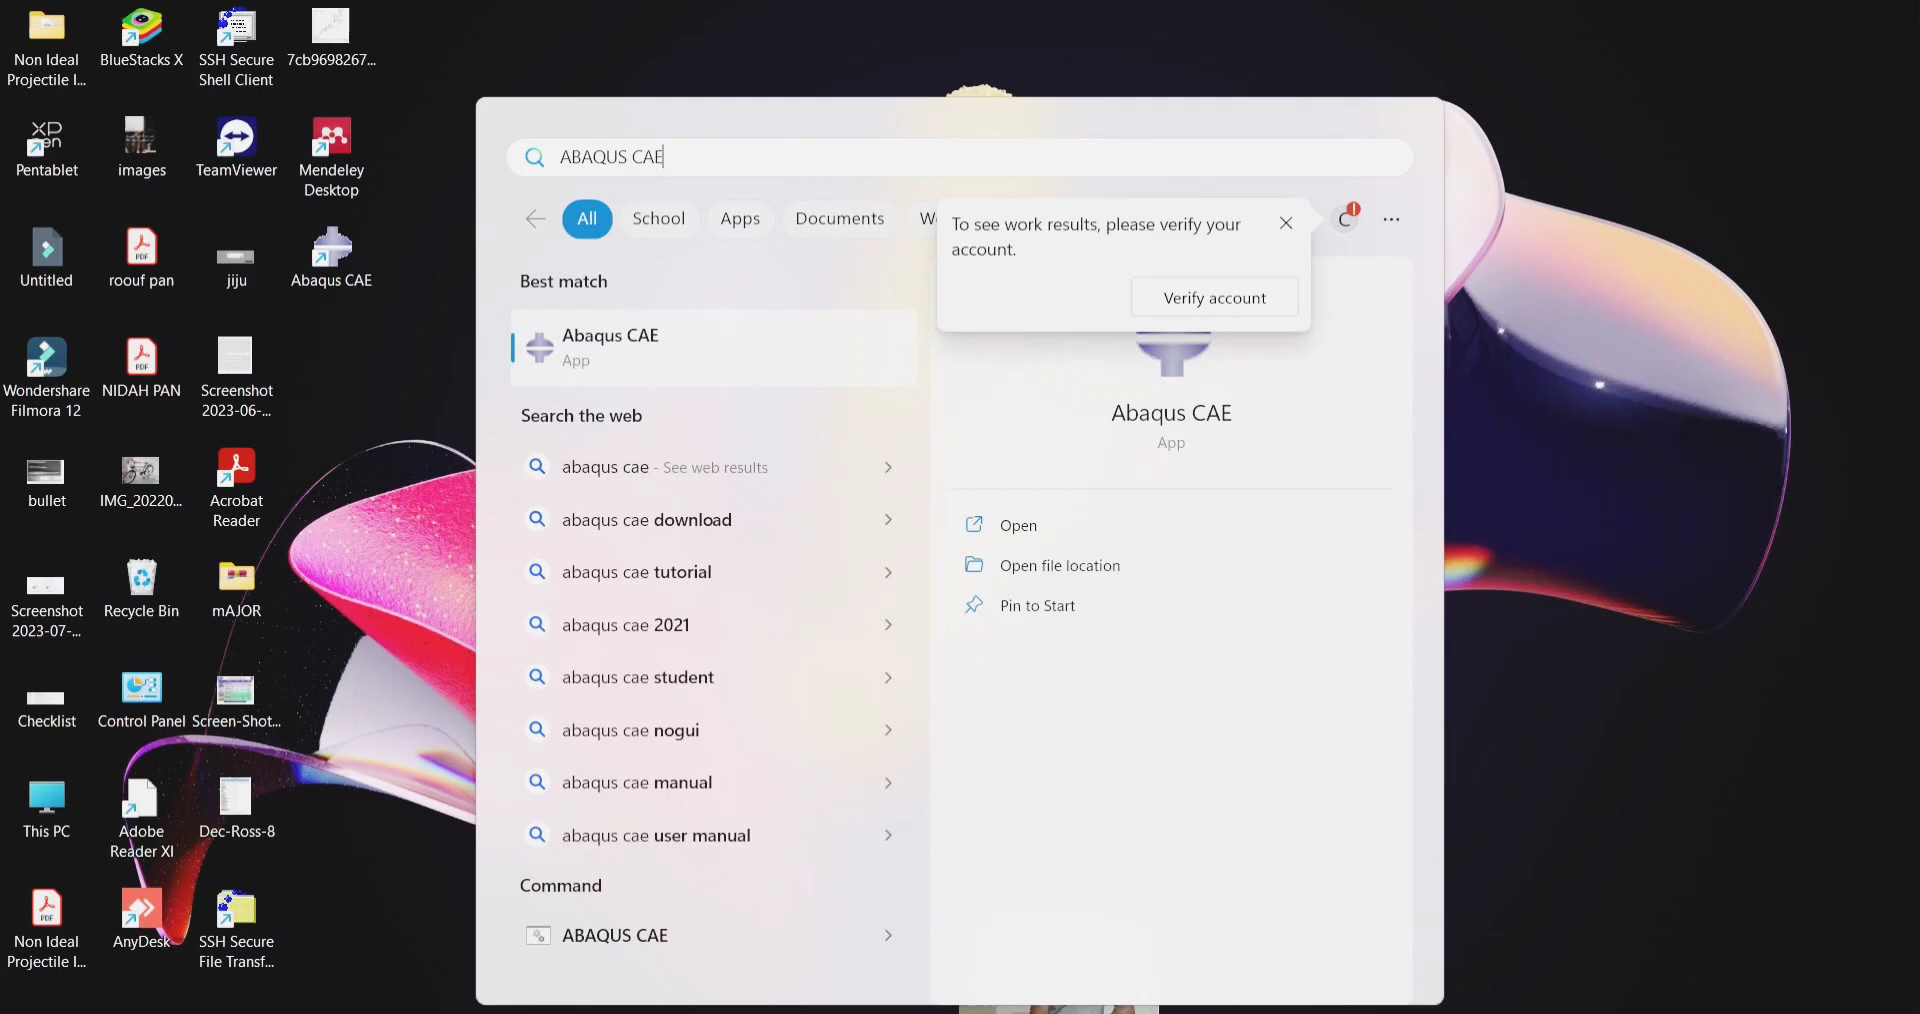 Non Ideal
Projectile I...
BlueStacks X
SSH Secure
Shell Client
7cb9698267...
XP
Pen
Pentablet
images
TeamViewer
Mendeley
Desktop
Untitled
PDF
roouf pan
jiju
Abaqus CAE
Wondershare
Filmora 12
PDF
NIDAH PAN
Screenshot
2023-06-...
bullet
IMG_20220...
Acrobat
Reader
Screenshot
2023-07-...
Recycle Bin
mAJOR
Checklist
Control Panel
Screen-Shot...
This PC
Adobe
Reader XI
Dec-Ross-8
PDF
Non Ideal
Projectile I...
AnyDesk
SSH Secure
File Transf...
ABAQUS CAE
All
School
Apps
Documents
To see work results, please verify your
account.
Verify account
C
!
...
Best match
Abaqus CAE
App
Search the web
abaqus cae - See web results
abaqus cae download
abaqus cae tutorial
abaqus cae 2021
abaqus cae student
abaqus cae nogui
abaqus cae manual
abaqus cae user manual
Command
ABAQUS CAE
Abaqus CAE
App
Open
Open file location
Pin to Start